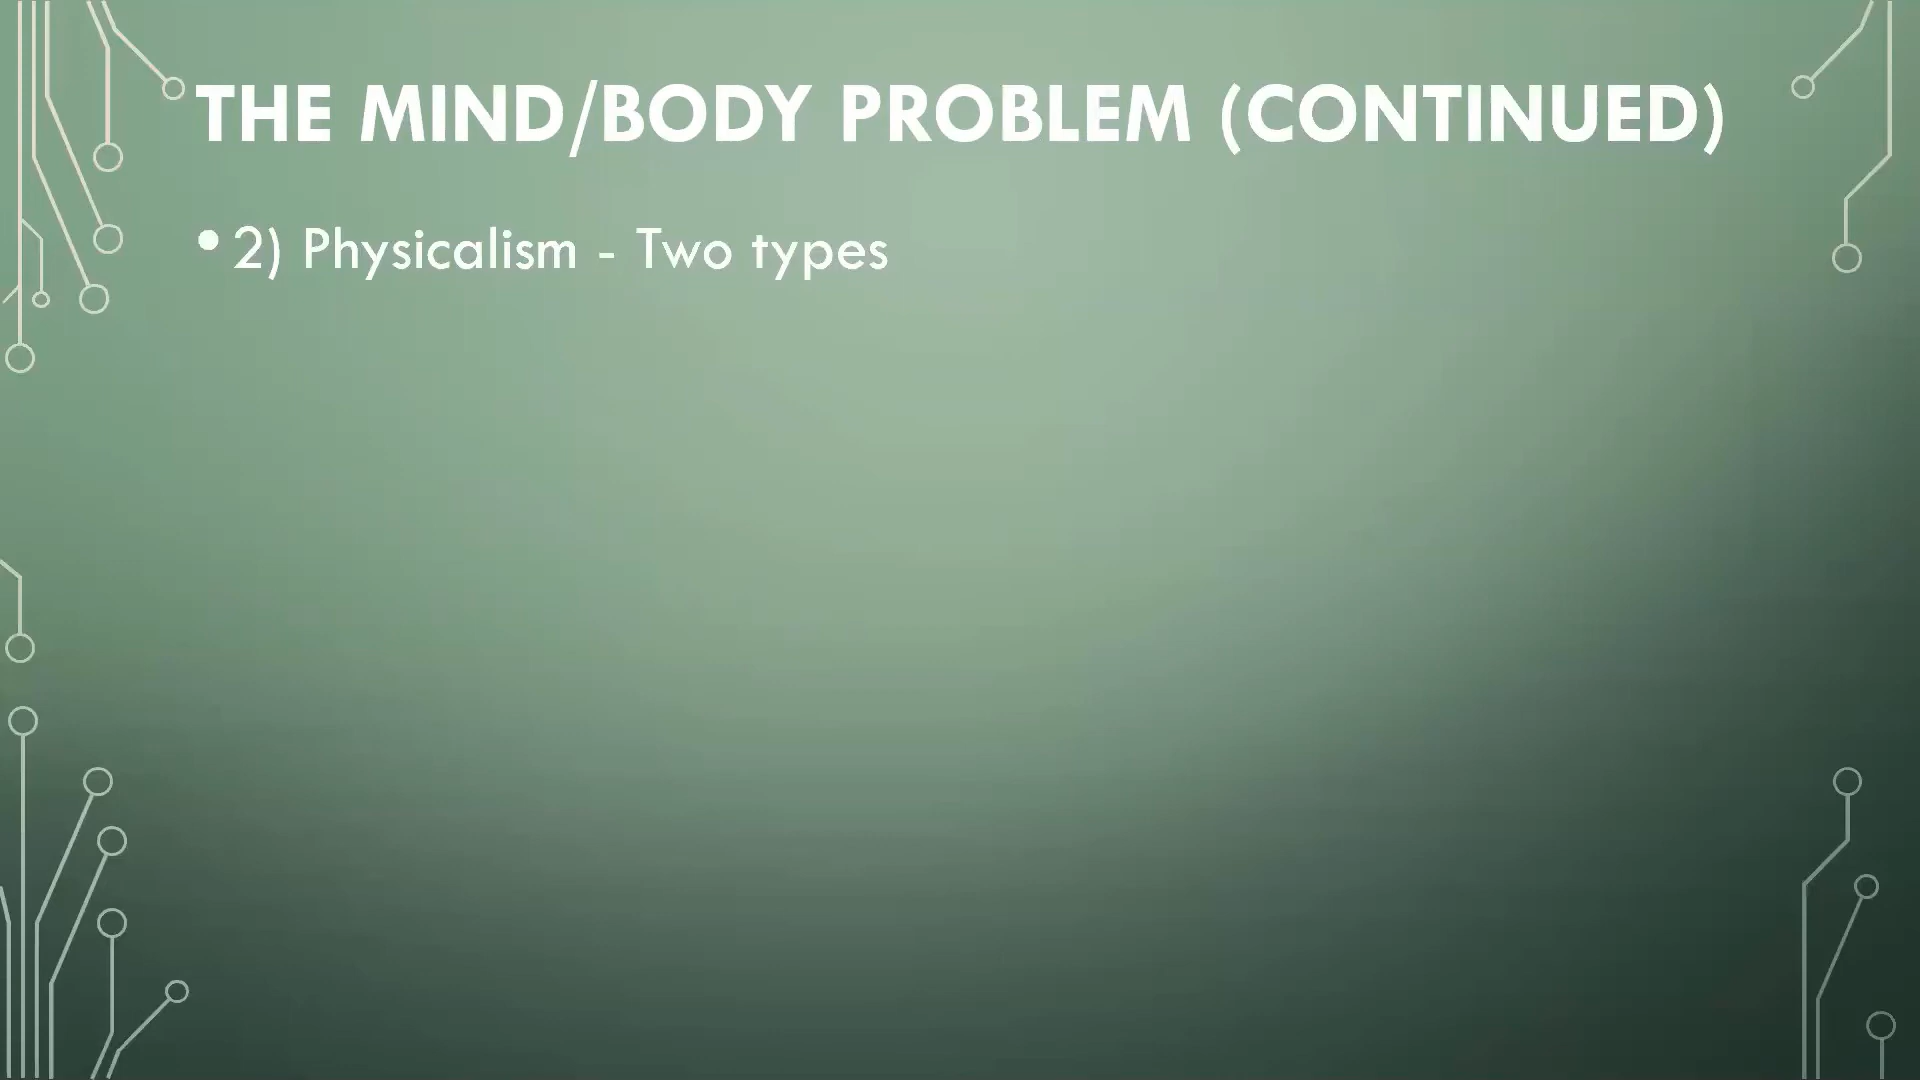 THE MIND/BODY PROBLEM (CONTINUED)
• 2) Physicalism - Two types